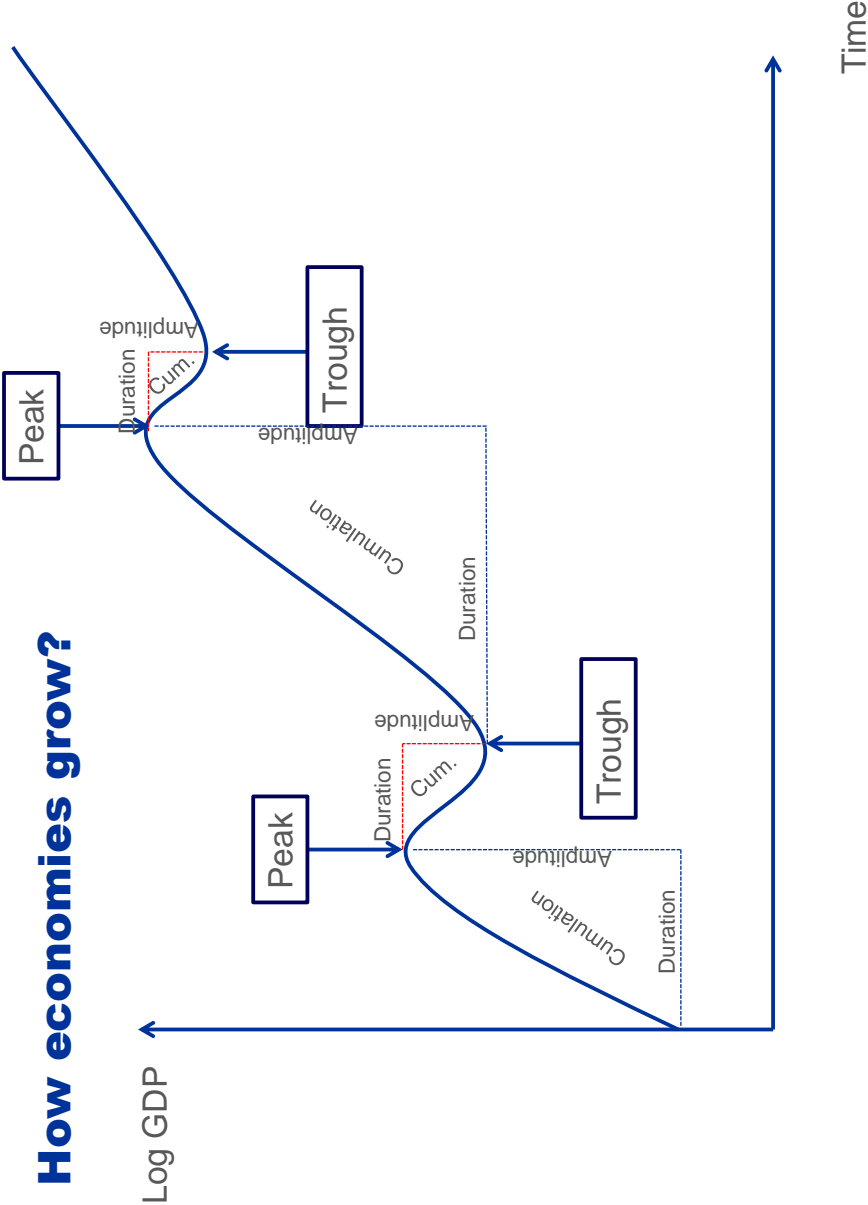 How economies grow?
Log GDP
Peak
Duration
Cum.
Amplitude
Trough
Amplitude
Cumulation
Duration
Peak
Duration
Cum.
Amplitude
Trough
Amplitude
Cumulation
Duration
Time